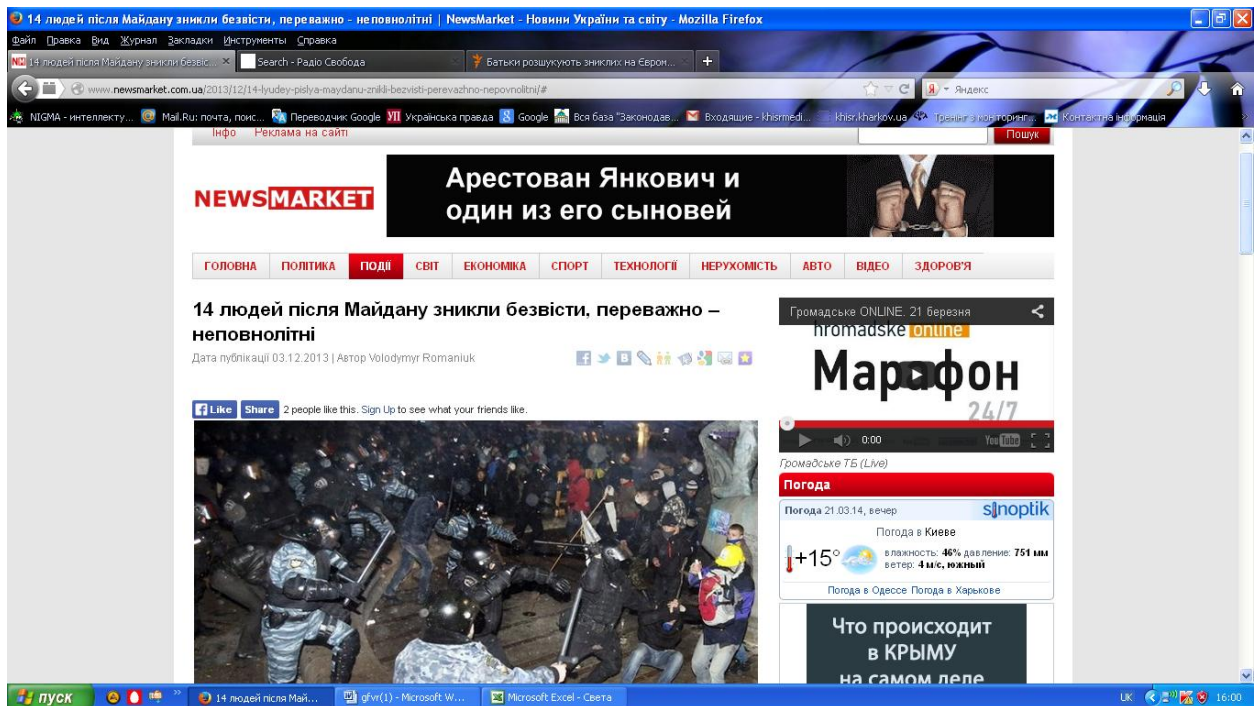 14 людей після Майдану зникли безвісти, переважно - неповнолітні | NewsMarket - Новини України та світу - Mozilla Firefox
Файл Правка Вид Журнал Закладки Инструменты Справка
14 людей після Майдану зникли безвіс...
Search - Радіо Свобода
Батьки розшукують зниклих на Євром...
www.newsmarket.com.ua/2013/12/14-lyudey-pislya-maydanu-znikli-bezvisti-perevazhno-nepovnolitni/#
Яндекс
NIGMA - интеллекту... Mail.Ru: почта, поис... Переводчик Google Українська правда Google Вся база "Законодав... Входящие - khisrmedi... khisr.kharkov.ua Тренінг з моніторинг... Контактна інформація
Інфо Реклама на сайті
Пошук
NEWSMARKET
Арестован Янкович и
один из его сыновей
ГОЛОВНА ПОЛІТИКА ПОДІЇ СВІТ ЕКОНОМІКА СПОРТ ТЕХНОЛОГІЇ НЕРУХОМІСТЬ АВТО ВІДЕО ЗДОРОВ'Я
14 людей після Майдану зникли безвісти, переважно –
неповнолітні
Дата публікації 03.12.2013 | Автор Volodymyr Romaniuk
Like Share 2 people like this. Sign Up to see what your friends like.
Громадське ONLINE. 21 березня
hromadske online
Марафон
24/7
0:00 YouTube
Громадське ТБ (Live)
Погода
Погода 21.03.14, вечер sinoptik
Погода в Киеве
+15°
влажность: 46% давление: 751 мм
ветер: 4 м/с, южный
Погода в Одессе Погода в Харькове
Что происходит
в КРЫМУ
на самом деле
пуск
14 людей після Май...
gfvr(1) - Microsoft W...
Microsoft Excel - Света
UK 16:00